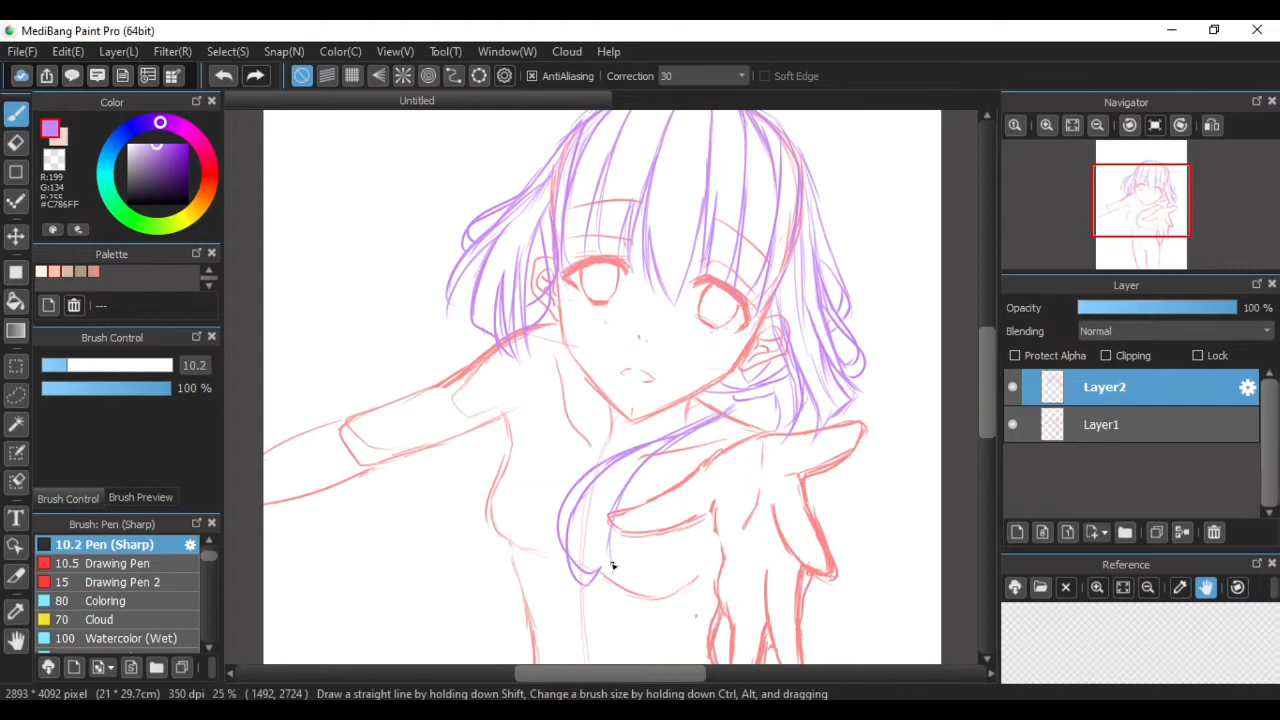 MediBang Paint Pro (64bit)
File(F) Edit(E) Layer(L) Filter(R) Select(S) Snap(N) Color(C) View(V) Tool(T) Window(W) Cloud Help
AntiAliasing Correction 30 Soft Edge
Color
Untitled
Navigator
R:199
G:134
B:255
#C786FF
Palette
---
Brush Control
10.2
100 %
Brush Control Brush Preview
Brush: Pen (Sharp)
10.2 Pen (Sharp)
10.5 Drawing Pen
15 Drawing Pen 2
80 Coloring
70 Cloud
100 Watercolor (Wet)
Layer
Opacity 100 %
Blending Normal
Protect Alpha Clipping Lock
Layer2
Layer1
Reference
2893 * 4092 pixel (21 * 29.7cm) 350 dpi 25 % ( 1492, 2724 ) Draw a straight line by holding down Shift, Change a brush size by holding down Ctrl, Alt, and dragging